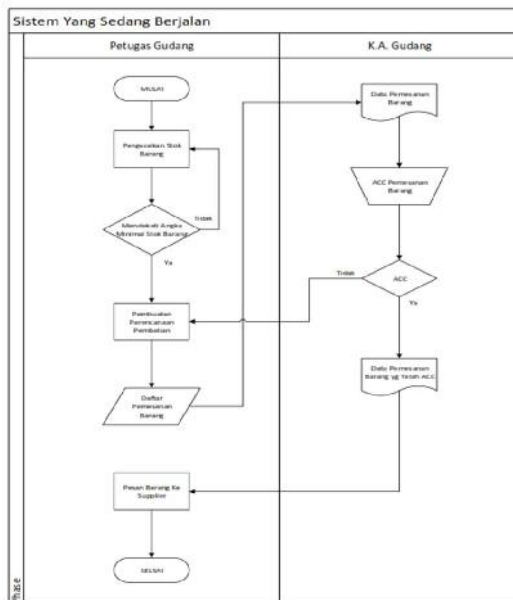 Sistem Yang Sedang Berjalan
Petugas Gudang
K.A. Gudang
MULAI
Pengecekan Stok
Barang
Mendekati Angka
Minimal Stok Barang
Tidak
Ya
Pembuatan
Perencanaan
Pembelian
Daftar
Pemesanan
Barang
Data Pemesanan
Barang
ACC Pemesanan
Barang
ACC
Tidak
Ya
Data Pemesanan
Barang yg Telah ACC
Pesan Barang Ke
Supplier
SELSAI
Phase